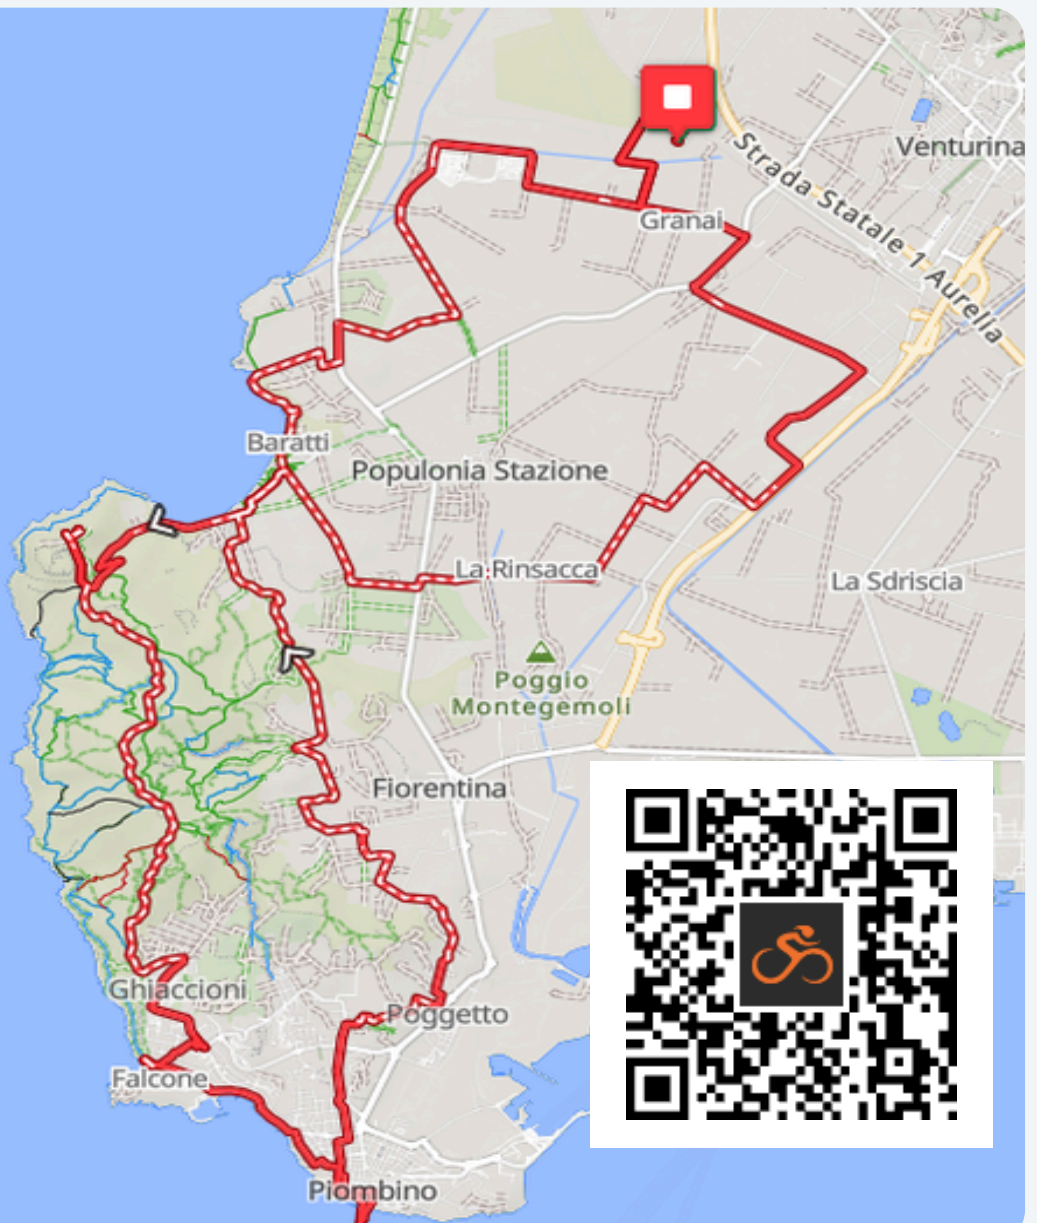 Venturina
Strada Statale 1 Aurelia
Granai
Baratti
Populonia Stazione
La Rinsacca
La Sdriscia
Poggio
Montegemoli
Fiorentina
Ghiaccioni
Poggetto
Falcone
Piombino